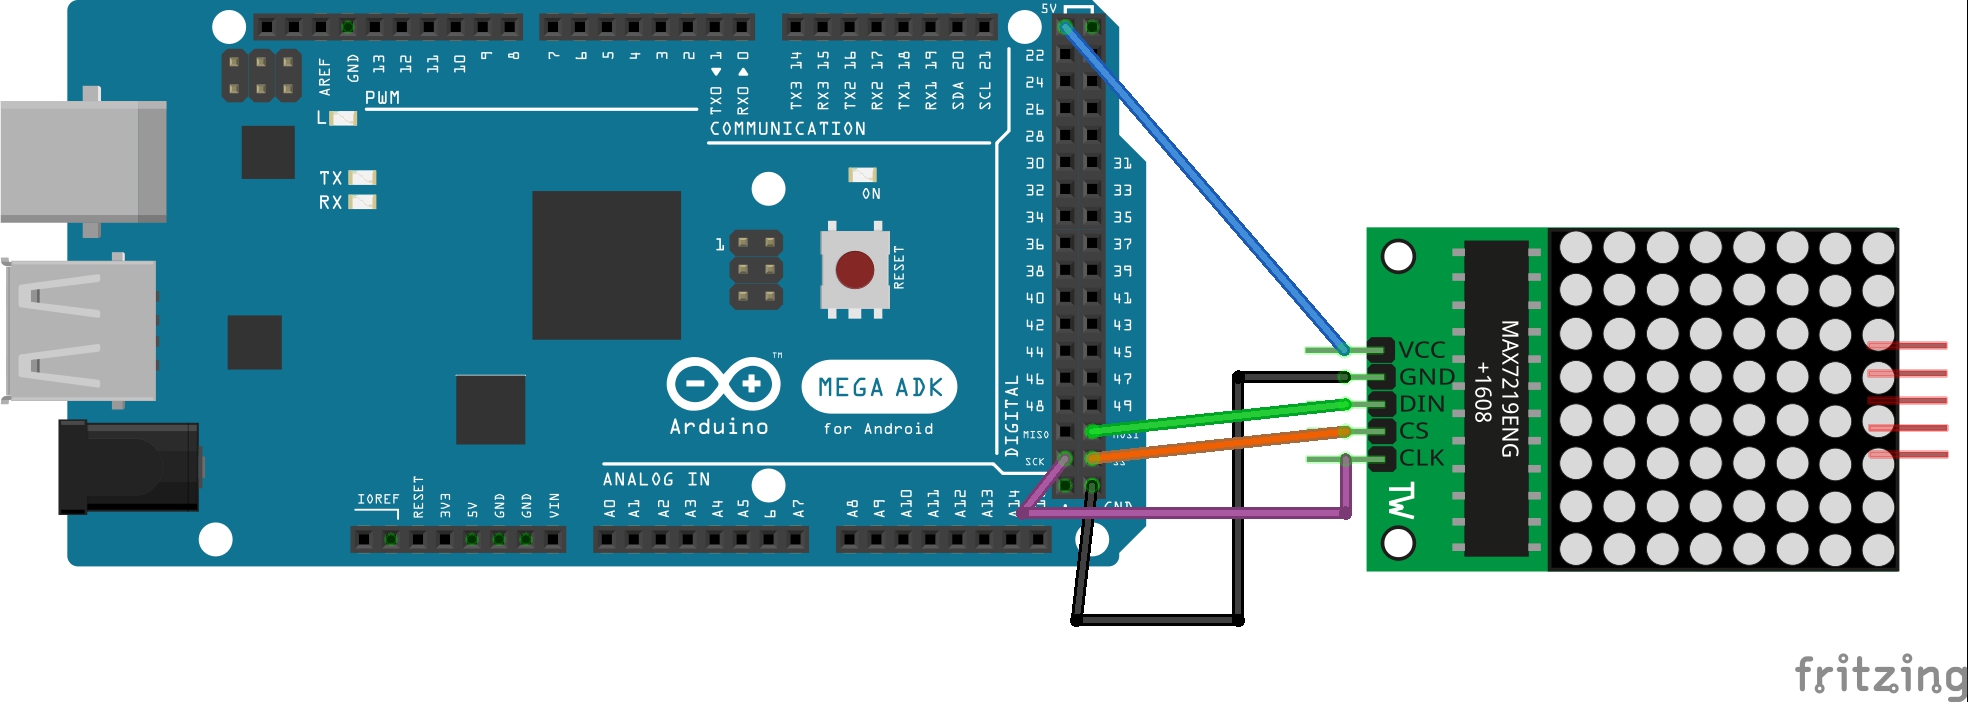 5V
AREF
GND
13
12
11
10
9
8
7
6
5
4
3
2
TX0 1
RX0 0
TX3 14
RX3 15
TX2 16
RX2 17
TX1 18
RX1 19
SDA 20
SCL 21
PWM
L
COMMUNICATION
TX
RX
ON
1
RESET
22
24
26
28
30 31
32 33
34 35
36 37
38 39
40 41
42 43
44 45
46 47
48 49
MISO
SCK
DIGITAL
GND
TM
Arduino
MEGA ADK
for Android
ANALOG IN
IOREF
RESET
3V3
5V
GND
GND
VIN
A0
A1
A2
A3
A4
A5
6
A7
A8
A9
A10
A11
A12
A13
A14
VCC
GND
DIN
CS
CLK
TW
MAX7219ENG
+1608
fritzing